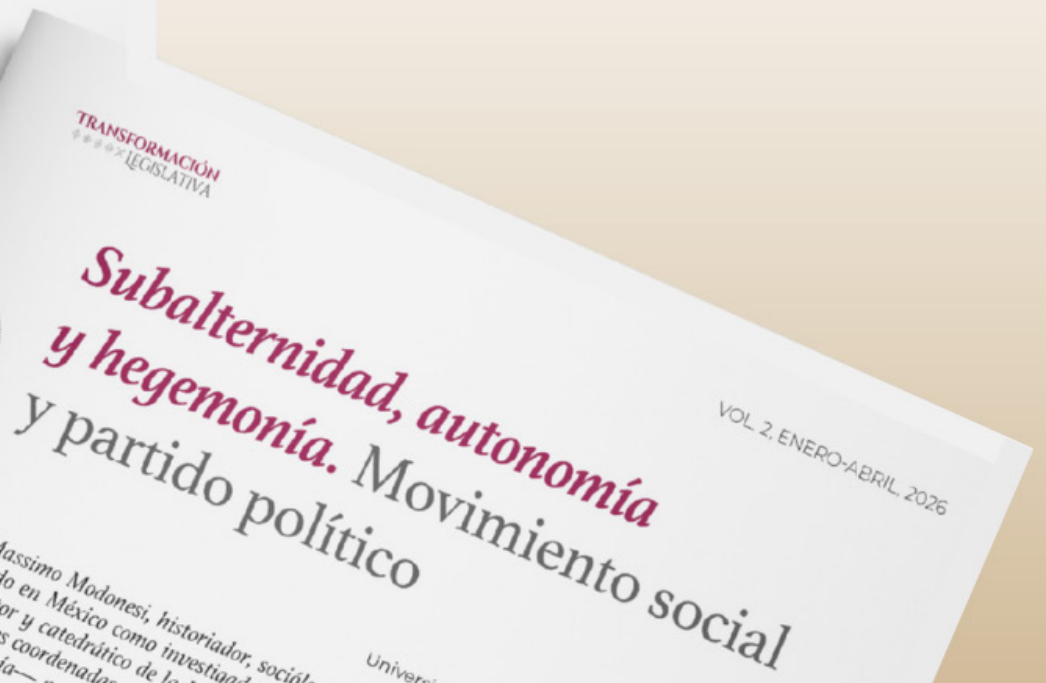 TRANSFORMACIÓN
LEGISLATIVA
VOL 2, ENERO-ABRIL, 2026
Subalternidad, autonomía
y hegemonía. Movimiento social
y partido político
Massimo Modonesi, historiador,
en México como
y catedrático de la
coordenadas